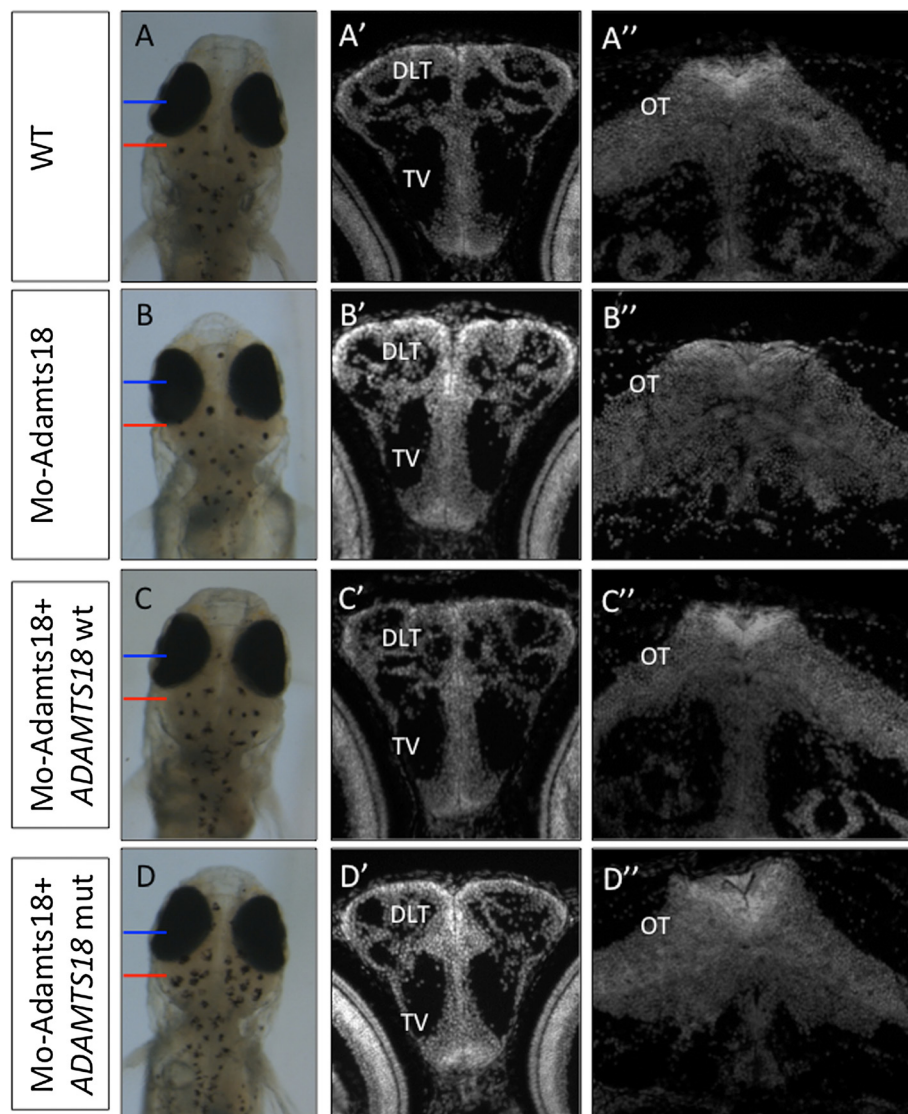 WT
A
A'
DLT
TV
A''
OT
Mo-Adamts18
B
B'
DLT
TV
B''
OT
Mo-Adamts18+
ADAMTS18 wt
C
C'
DLT
TV
C''
OT
Mo-Adamts18+
ADAMTS18 mut
D
D'
DLT
TV
D''
OT